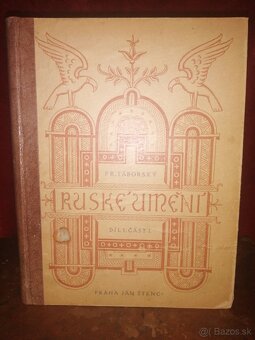 FR. TÁBORSKÝ
RUSKÉ UMĚNÍ
DÍL I. ČÁST I.
PRAHA JAN ŠTENC
© Bazos.sk